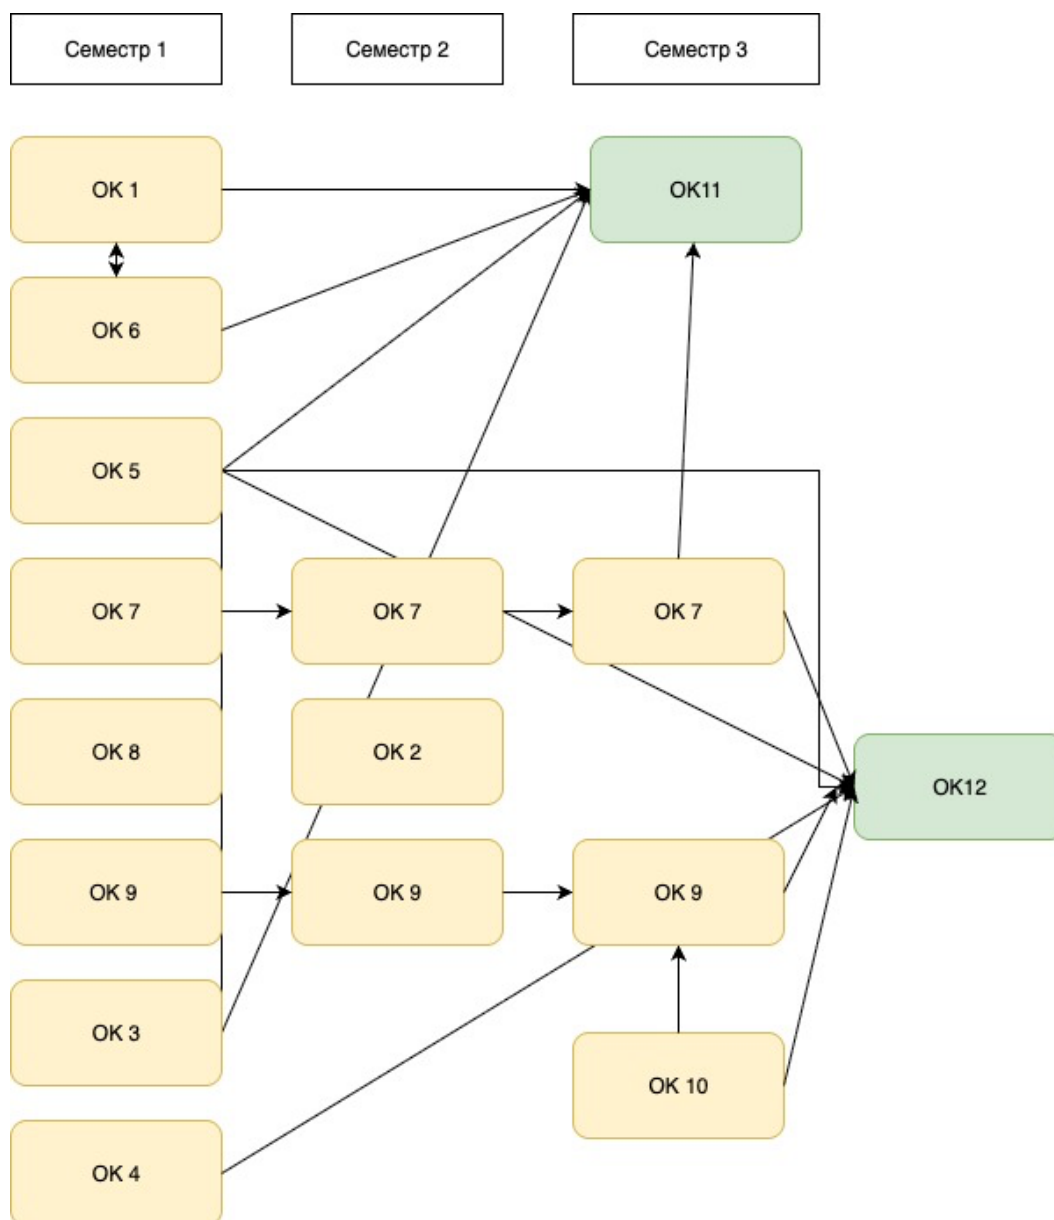 Семестр 1
Семестр 2
Семестр 3
ОК 1
ОК11
ОК 6
ОК 5
ОК 7
ОК 7
ОК 7
ОК 8
ОК 2
ОК12
ОК 9
ОК 9
ОК 9
ОК 3
ОК 10
ОК 4